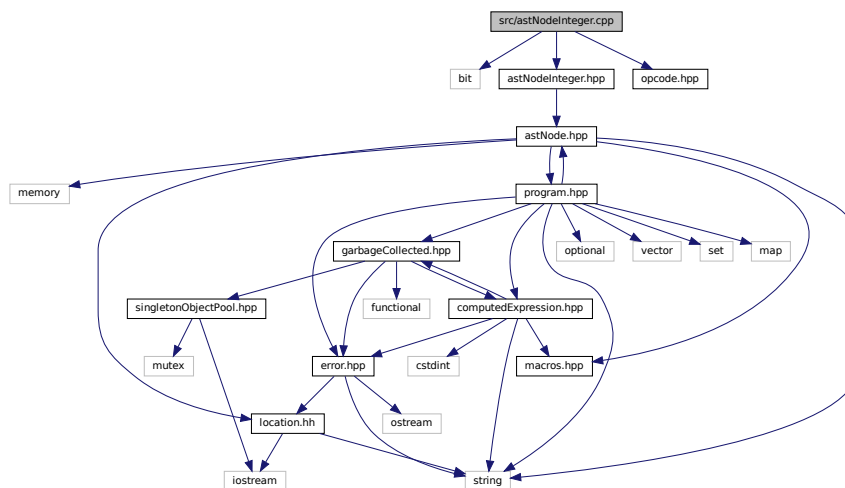 src/astNodeInteger.cpp
bit
astNodeInteger.hpp
opcode.hpp
astNode.hpp
memory
program.hpp
garbageCollected.hpp
optional
vector
set
map
singletonObjectPool.hpp
functional
computedExpression.hpp
mutex
error.hpp
cstdint
macros.hpp
location.hh
ostream
iostream
string